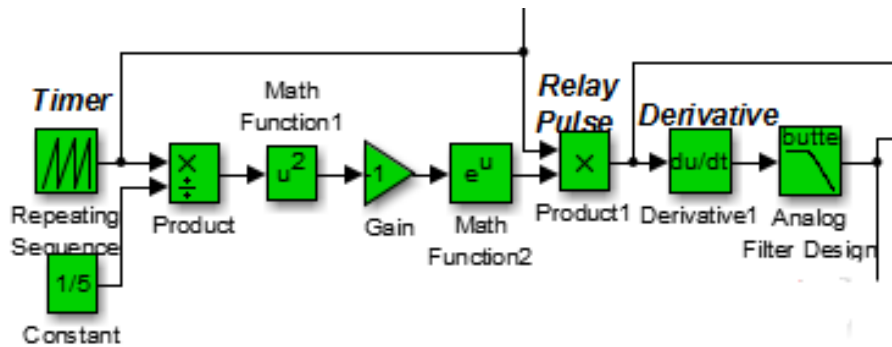 Timer
Repeating
Sequence
1/5
Constant
×
÷
Product
Math
Function1
u²
-1
Gain
e^u
Math
Function2
Relay
Pulse
×
Product1
Derivative
du/dt
Derivative1
butte
Analog
Filter Design